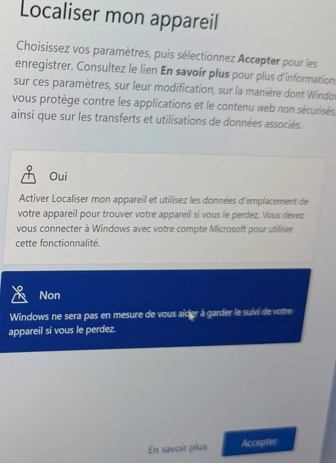 Localiser mon appareil
Choisissez vos paramètres, puis sélectionnez Accepter pour les
enregistrer. Consultez le lien En savoir plus pour plus d'informations
sur ces paramètres, sur leur modification, sur la manière dont Windo
vous protège contre les applications et le contenu web non sécurisés,
ainsi que sur les transferts et utilisations de données associés.
Oui
Activer Localiser mon appareil et utilisez les données d'emplacement de
votre appareil pour trouver votre appareil si vous le perdez. Vous devez
vous connecter à Windows avec votre compte Microsoft pour utiliser
cette fonctionnalité.
Non
Windows ne sera pas en mesure de vous aider à garder le suivi de votre
appareil si vous le perdez.
En savoir plus
Accepter